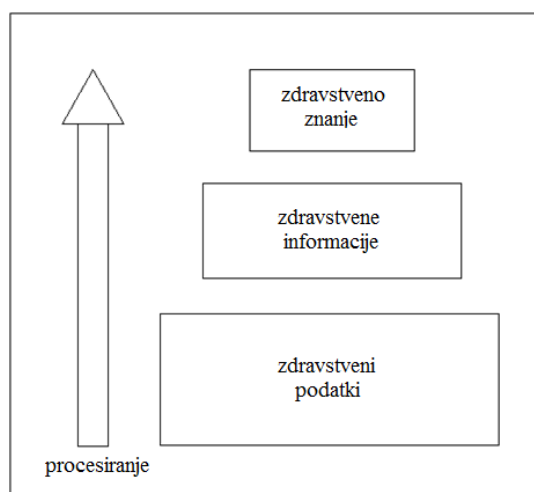 zdravstveno
znanje
zdravstvene
informacije
zdravstveni
podatki
procesiranje